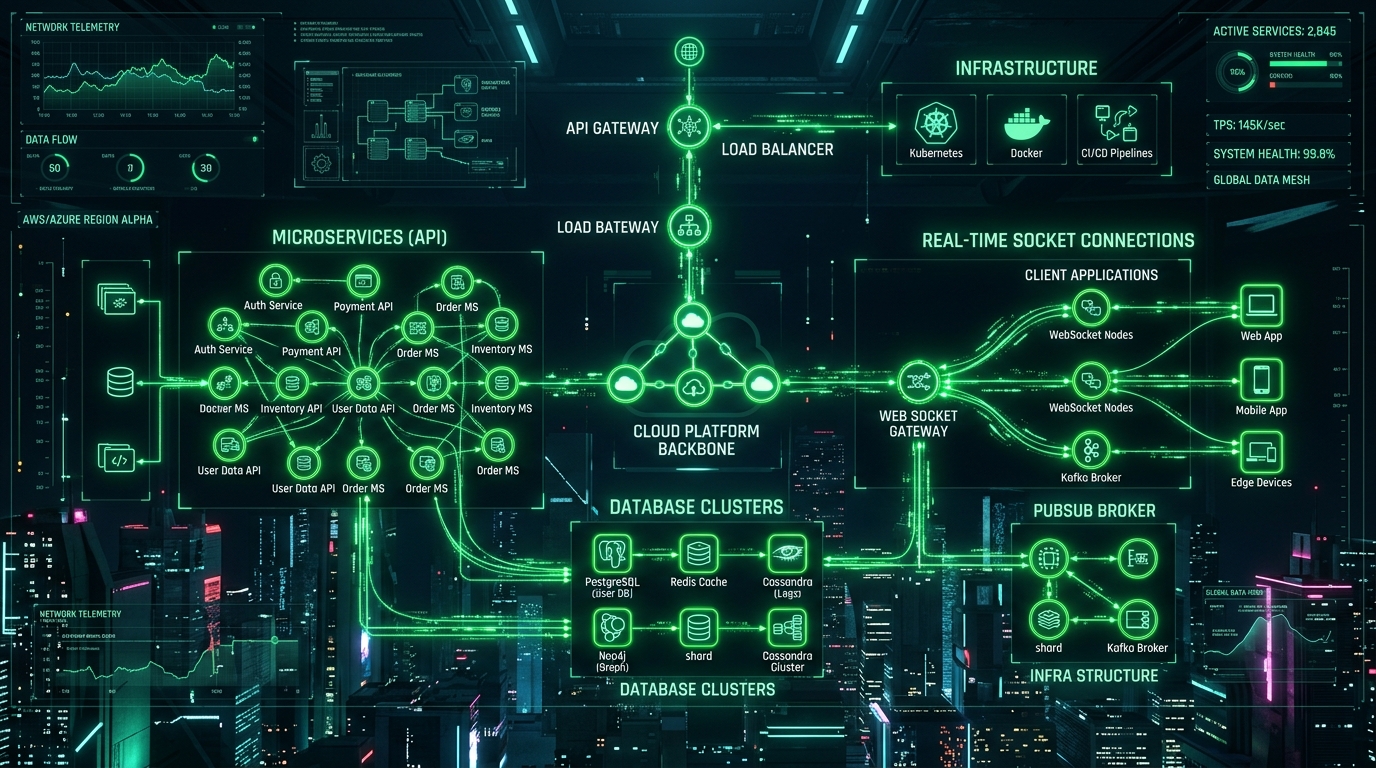 NETWORK TELEMETRY
DATA FLOW
50
30
AWS/AZURE REGION ALPHA
API GATEWAY
LOAD BALANCER
LOAD BATEWAY
INFRASTRUCTURE
Kubernetes
Docker
CI/CD Pipelines
ACTIVE SERVICES: 2,845
TPS: 145K/sec
SYSTEM HEALTH: 99.8%
GLOBAL DATA MESH
MICROSERVICES (API)
Auth Service
Payment API
Order MS
Auth Service
Payment API
Order MS
Inventory MS
Docker MS
Inventory API
User Data API
Order MS
Inventory MS
User Data API
User Data API
Order MS
Order MS
Order MS
CLOUD PLATFORM
BACKBONE
REAL-TIME SOCKET CONNECTIONS
CLIENT APPLICATIONS
WebSocket Nodes
WebSocket Nodes
Kafka Broker
WEB SOCKET
GATEWAY
Web App
Mobile App
Edge Devices
DATABASE CLUSTERS
PestgreSQL
(User DB)
Redis Cache
Cassandra
(Logs)
Noo4j
(Sreph)
shard
Cassandra
Cluster
DATABASE CLUSTERS
PUBSUB BROKER
shard
Kafka Broker
INFRA STRUCTURE
NETWORK TELEMETRY